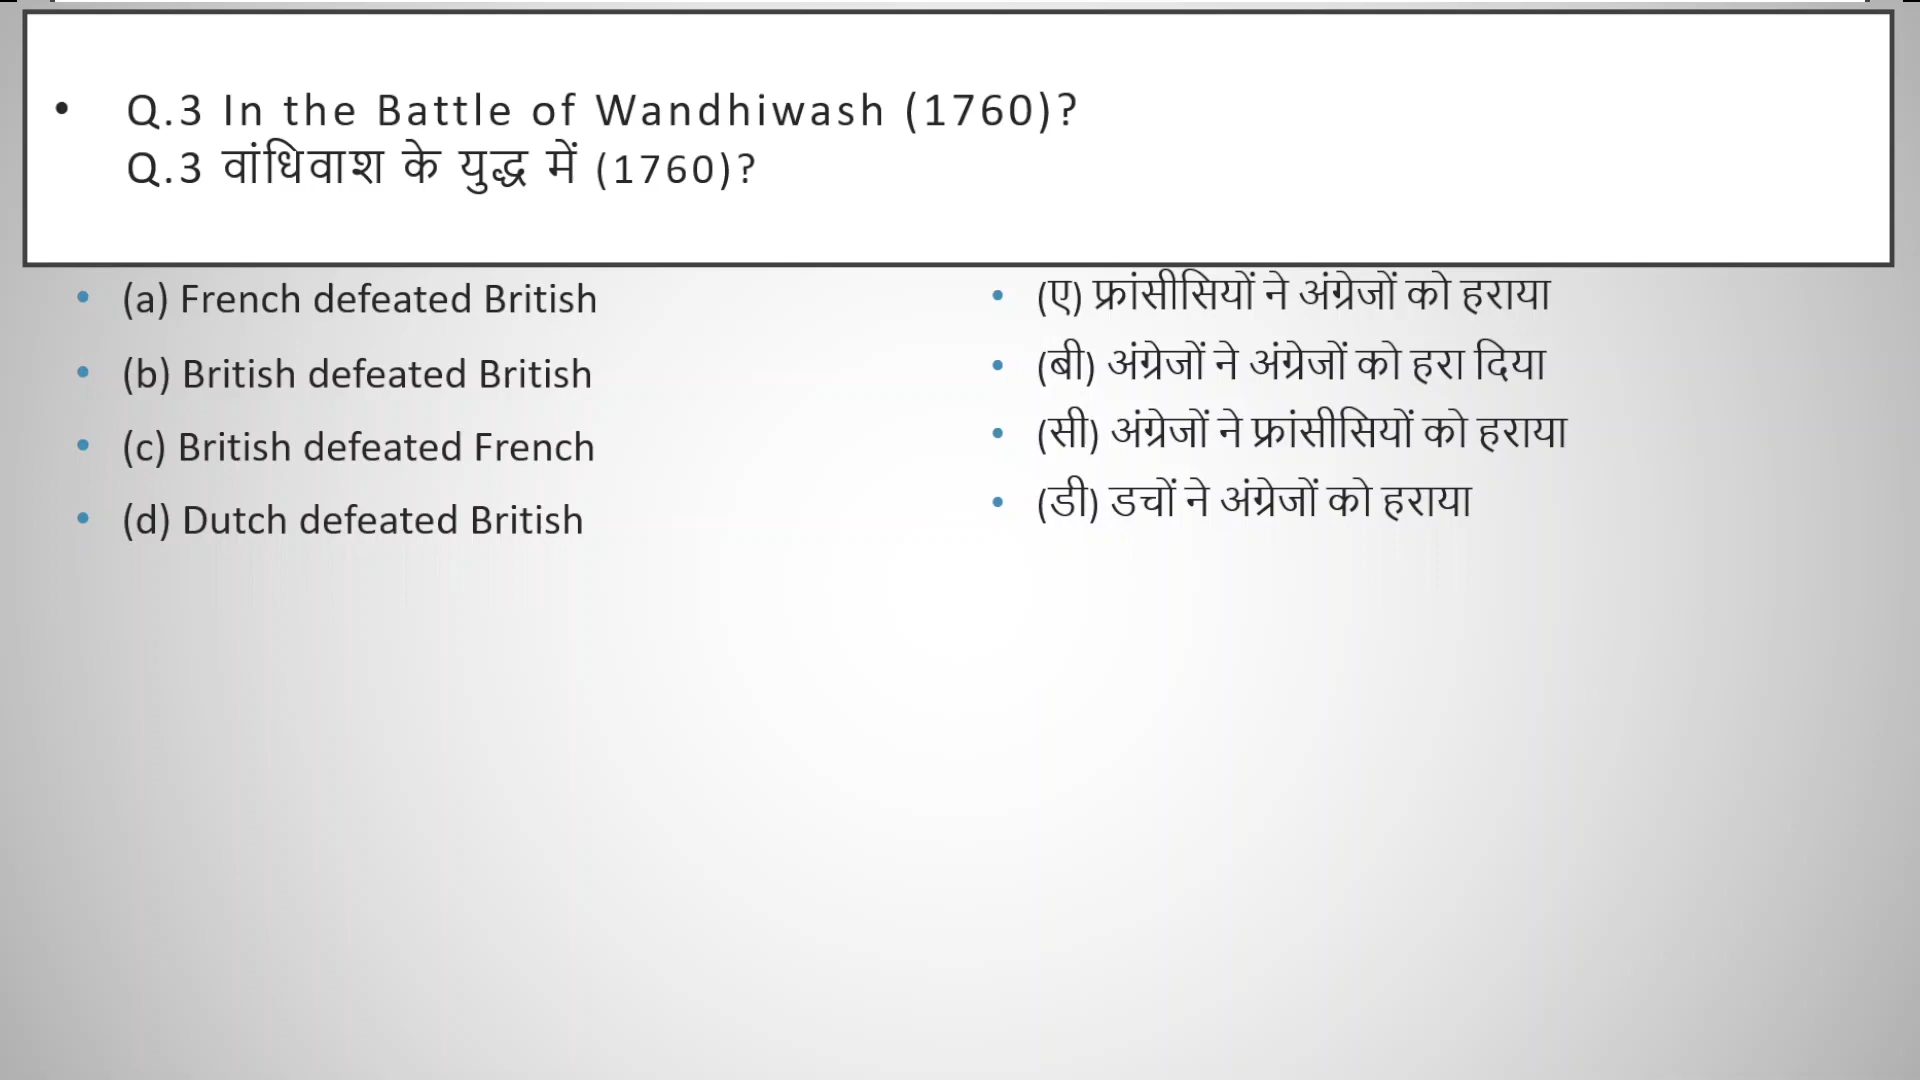 • Q.3 In the Battle of Wandhiwash (1760)?
Q.3 वांधिवाश के युद्ध में (1760)?
• (a) French defeated British
• (b) British defeated British
• (c) British defeated French
• (d) Dutch defeated British
• (ए) फ्रांसीसियों ने अंग्रेजों को हराया
• (बी) अंग्रेजों ने अंग्रेजों को हरा दिया
• (सी) अंग्रेजों ने फ्रांसीसियों को हराया
• (डी) डचों ने अंग्रेजों को हराया